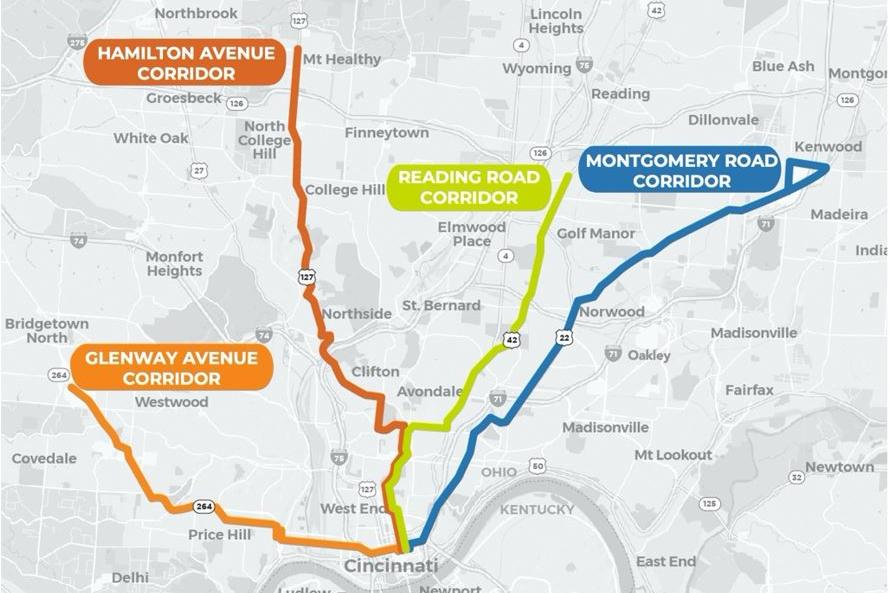 Northbrook
127
Lincoln
Heights
42
4
275
HAMILTON AVENUE
CORRIDOR
Mt Healthy
Wyoming
75
Blue Ash
Montgom
Groesbeck
126
Reading
126
White Oak
North
College
Hill
Finneytown
Dillonvale
27
126
MONTGOMERY ROAD
CORRIDOR
Kenwood
READING ROAD
CORRIDOR
College Hill
Madeira
74
Elmwood
Place
Golf Manor
71
Monfort
Heights
4
India
127
St. Bernard
Northside
Norwood
Bridgetown
North
74
42
22
Madisonville
GLENWAY AVENUE
CORRIDOR
71
Oakley
264
Clifton
Westwood
Avondale
71
Fairfax
Madisonville
Covedale
75
Mt Lookout
OHIO
50
Newtown
127
32
264
West End
KENTUCKY
125
Price Hill
Cincinnati
East End
Delhi
Ludlow
Newport